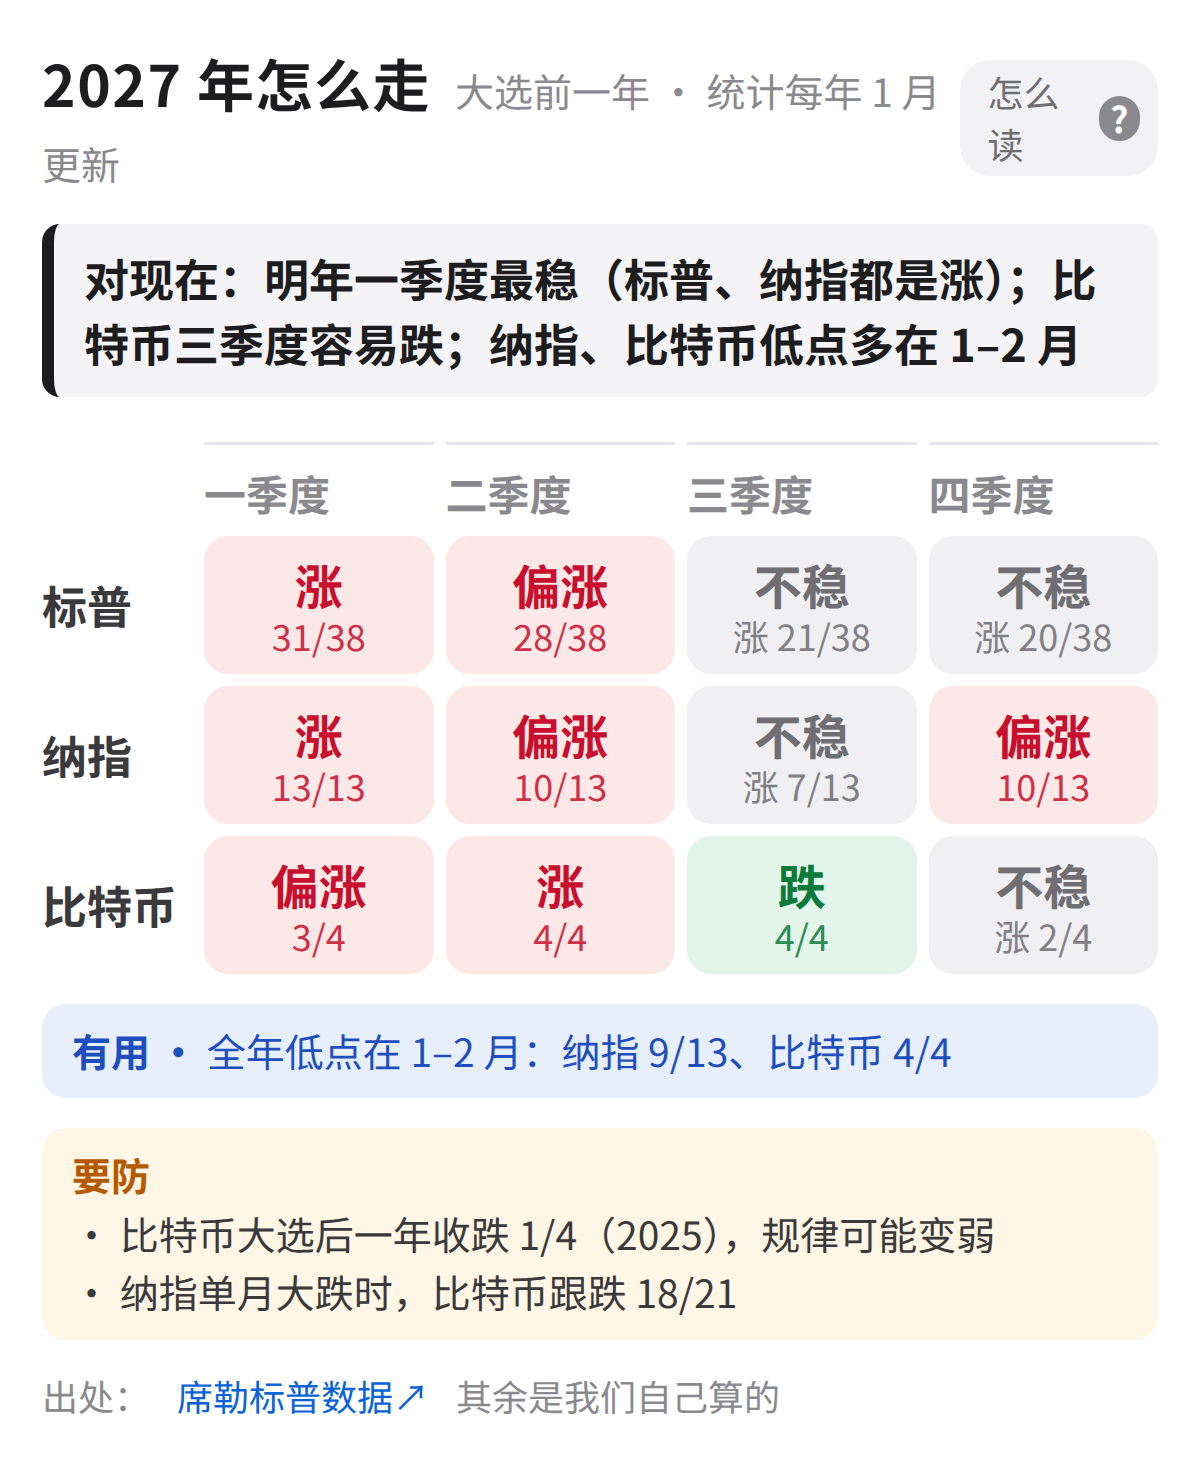 2027 年怎么走 大选前一年 · 统计每年 1 月
更新
怎么
读
?
对现在：明年一季度最稳（标普、纳指都是涨）；比
特币三季度容易跌；纳指、比特币低点多在 1–2 月
一季度 二季度 三季度 四季度
标普 涨 偏涨 不稳 不稳
31/38 28/38 涨 21/38 涨 20/38
纳指 涨 偏涨 不稳 偏涨
13/13 10/13 涨 7/13 10/13
比特币 偏涨 涨 跌 不稳
3/4 4/4 4/4 涨 2/4
有用 · 全年低点在 1–2 月：纳指 9/13、比特币 4/4
要防
· 比特币大选后一年收跌 1/4（2025），规律可能变弱
· 纳指单月大跌时，比特币跟跌 18/21
出处： 席勒标普数据↗ 其余是我们自己算的